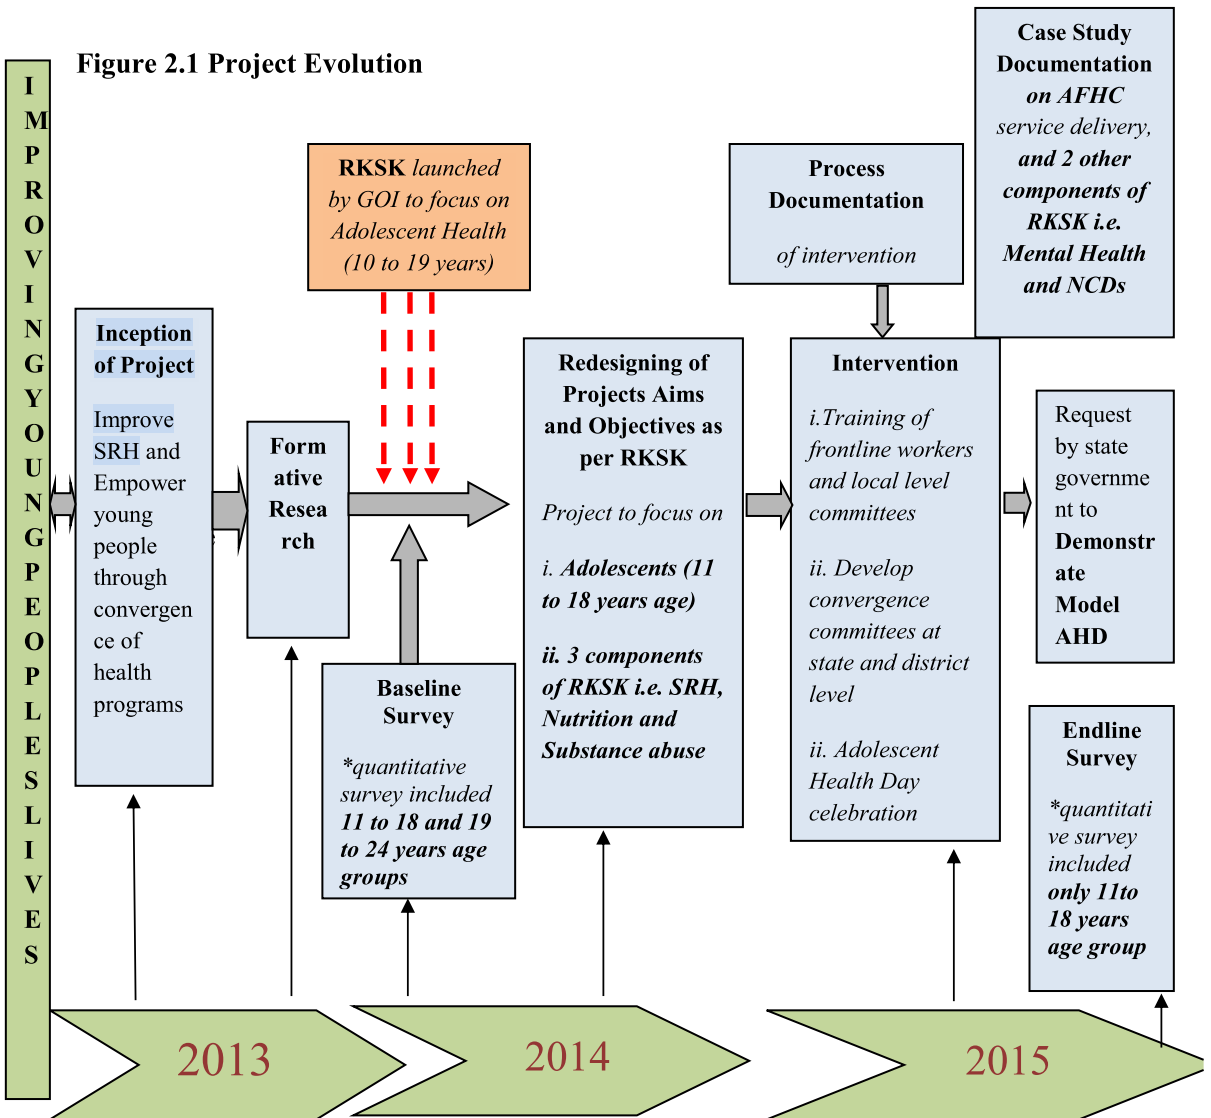 Figure 2.1 Project Evolution
I
M
P
R
O
V
I
N
G
Y
O
U
N
G
P
E
O
P
L
E
S
L
I
V
E
S
Inception
of Project
Improve
SRH and
Empower
young
people
through
convergen
ce of
health
programs
Form
ative
Resea
rch
RKSK launched
by GOI to focus on
Adolescent Health
(10 to 19 years)
Baseline
Survey
*quantitative
survey included
11 to 18 and 19
to 24 years age
groups
Redesigning of
Projects Aims
and Objectives as
per RKSK
Project to focus on
i. Adolescents (11
to 18 years age)
ii. 3 components
of RKSK i.e. SRH,
Nutrition and
Substance abuse
Process
Documentation
of intervention
Intervention
i.Training of
frontline workers
and local level
committees
ii. Develop
convergence
committees at
state and district
level
ii. Adolescent
Health Day
celebration
Case Study
Documentation
on AFHC
service delivery,
and 2 other
components of
RKSK i.e.
Mental Health
and NCDs
Request
by state
governme
nt to
Demonstr
ate
Model
AHD
Endline
Survey
*quantitati
ve survey
included
only 11to
18 years
age group
2013
2014
2015